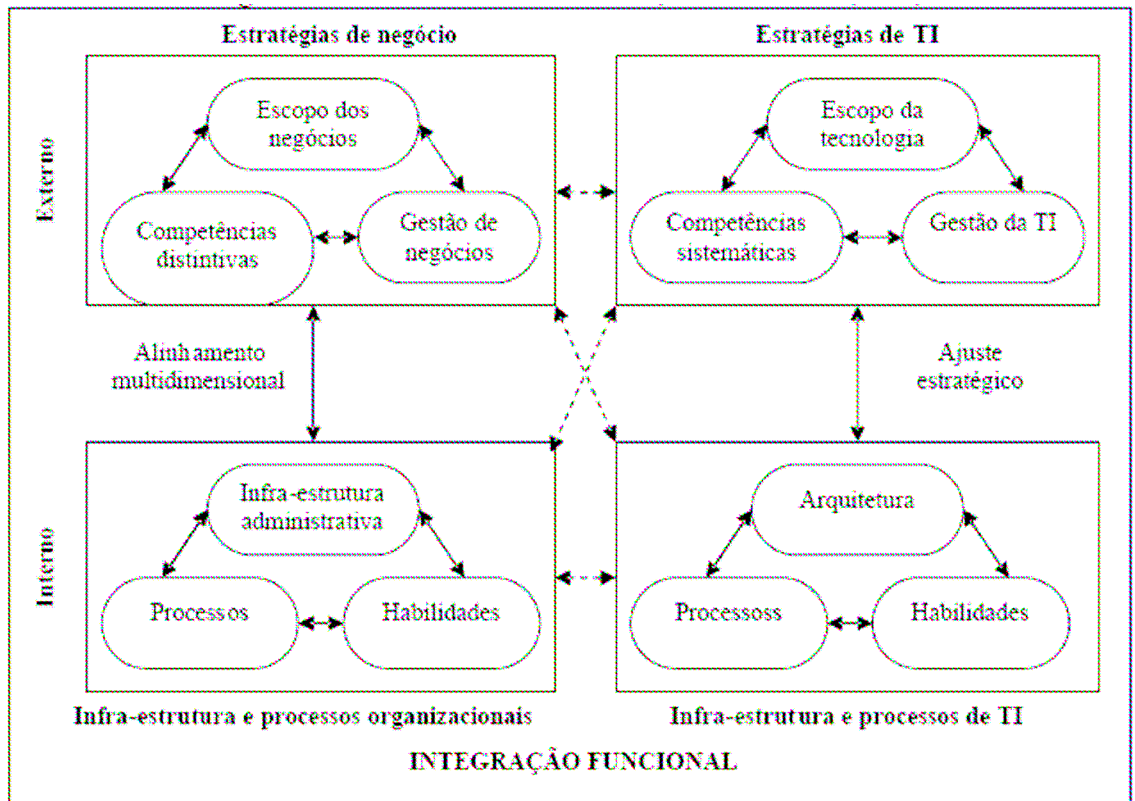 Estratégias de negócio
Estratégias de TI
Externo
Escopo dos
negócios
Competências
distintivas
Gestão de
negócios
Escopo da
tecnologia
Competências
sistemáticas
Gestão da TI
Alinhamento
multidimensional
Ajuste
estratégico
Interno
Infra-estrutura
administrativa
Processos
Habilidades
Arquitetura
Processoss
Habilidades
Infra-estrutura e processos organizacionais
Infra-estrutura e processos de TI
INTEGRAÇÃO FUNCIONAL